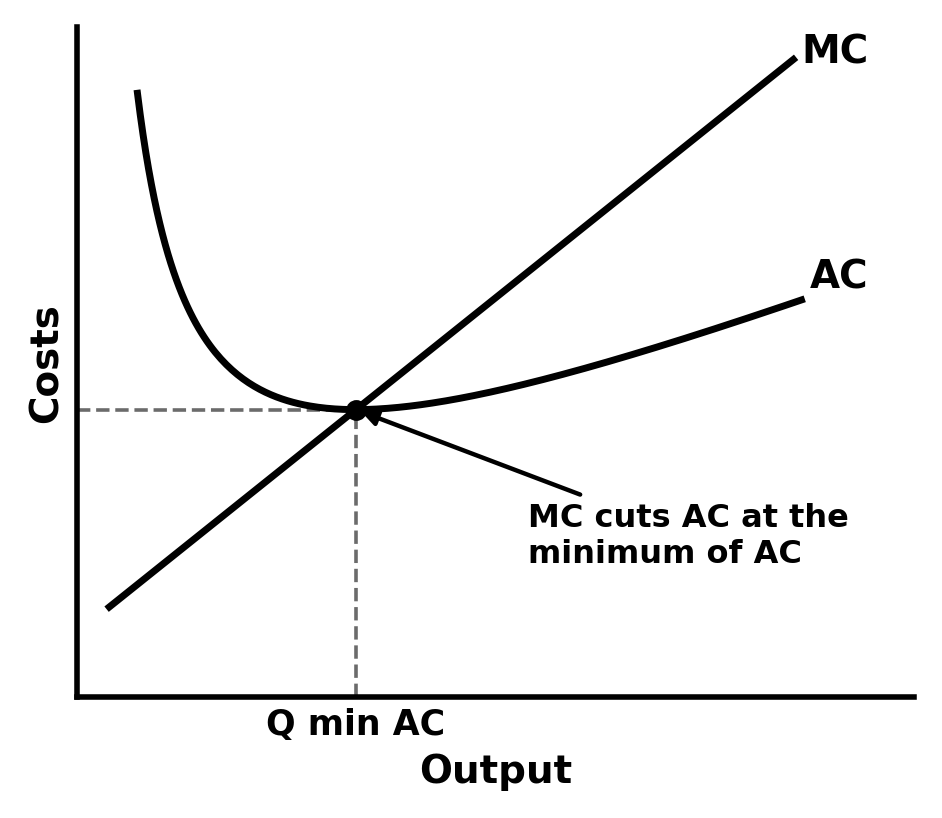 MC
AC
Costs
MC cuts AC at the
minimum of AC
Q min AC
Output